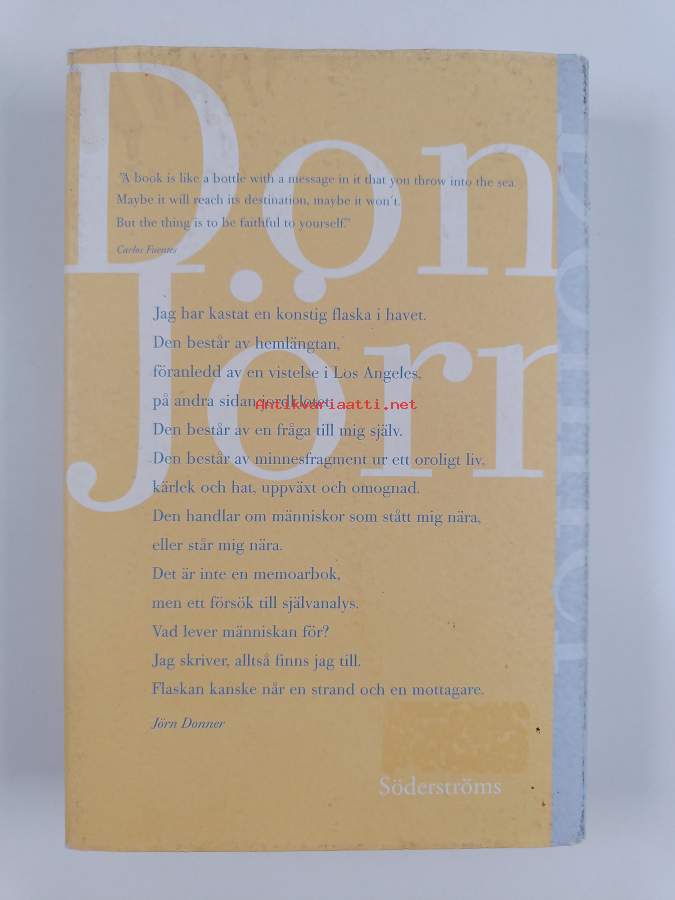 Don
"A book is like a bottle with a message in it that you throw into the sea.
Maybe it will reach its destination, maybe it won't.
But the thing is to be faithful to yourself."
Carlos Fuentes
Jörn
Jag har kastat en konstig flaska i havet.
Den består av hemlängtan,
föranledd av en vistelse i Los Angeles,
på andra sidan jordklotet.
Antikvariaatti.net
Den består av en fråga till mig själv.
Den består av minnesfragment ur ett oroligt liv,
kärlek och hat, uppväxt och omognad.
Den handlar om människor som stått mig nära,
eller står mig nära.
Det är inte en memoarbok,
men ett försök till självanalys.
Vad lever människan för?
Jag skriver, alltså finns jag till.
Flaskan kanske når en strand och en mottagare.
Jörn Donner
Söderströms